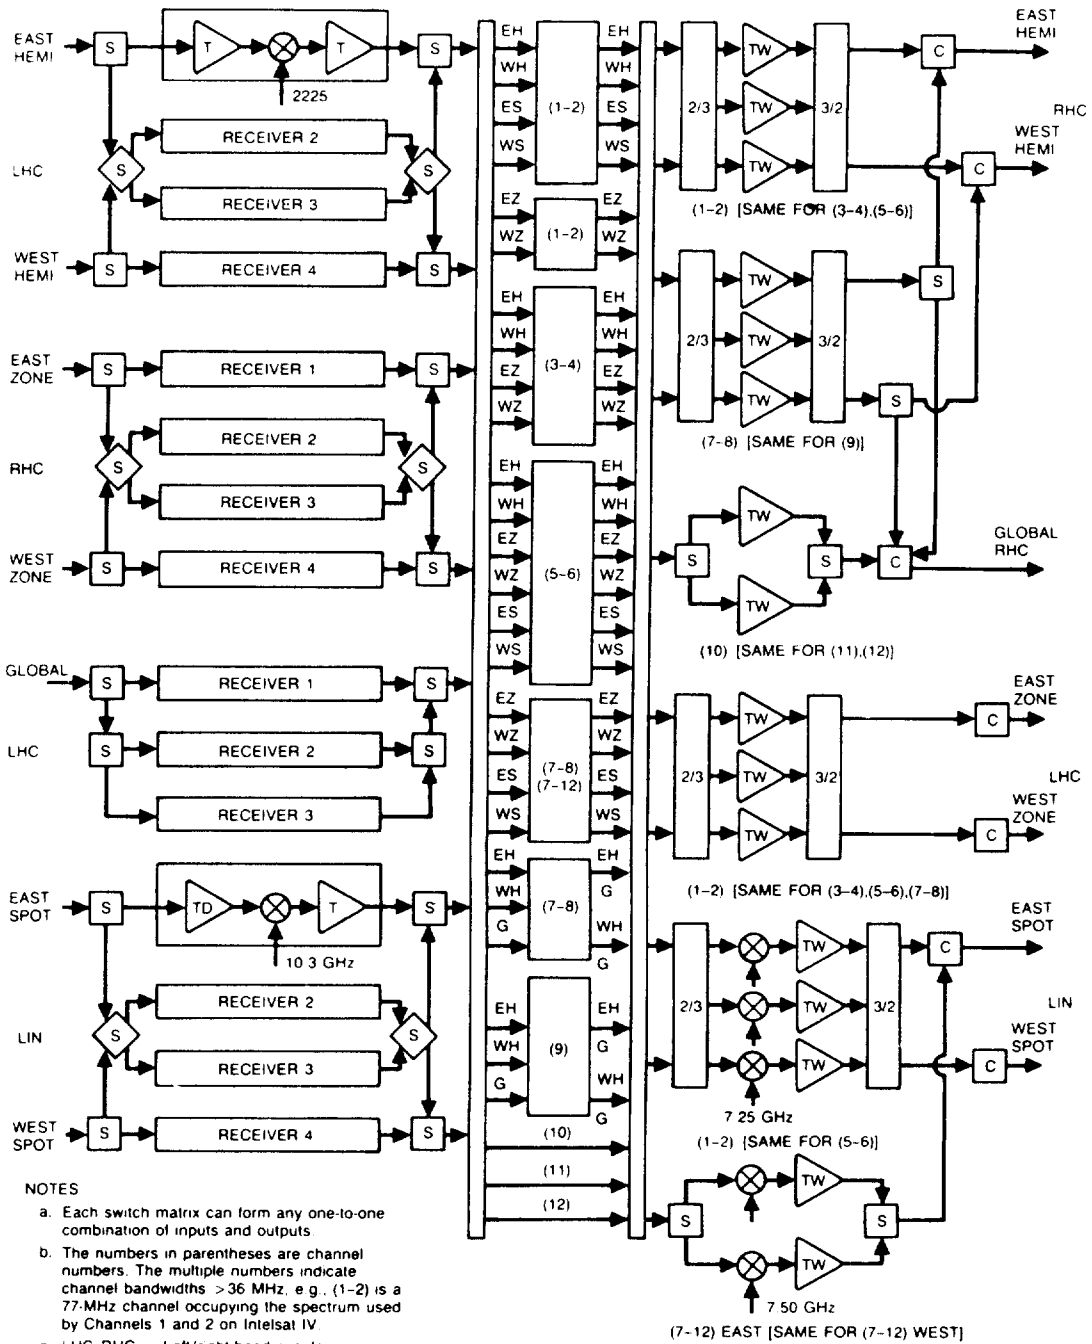 EAST
HEMI
S
T
T
S
2225
LHC
S
RECEIVER 2
RECEIVER 3
S
WEST
HEMI
S
RECEIVER 4
S
EAST
ZONE
S
RECEIVER 1
S
RHC
S
RECEIVER 2
RECEIVER 3
S
WEST
ZONE
S
RECEIVER 4
S
GLOBAL
S
RECEIVER 1
S
LHC
S
RECEIVER 2
S
RECEIVER 3
EAST
SPOT
S
TD
T
S
10.3 GHz
LIN
S
RECEIVER 2
RECEIVER 3
S
WEST
SPOT
S
RECEIVER 4
S
EH
WH
ES
WS
(1-2)
EH
WH
ES
WS
EZ
WZ
(1-2)
EZ
WZ
EH
WH
EZ
WZ
(3-4)
EH
WH
EZ
WZ
EH
WH
EZ
WZ
ES
WS
(5-6)
EH
WH
EZ
WZ
ES
WS
EZ
WZ
ES
WS
(7-8)
(7-12)
EZ
WZ
ES
WS
EH
WH
G
(7-8)
EH
G
WH
G
EH
WH
G
(9)
EH
G
WH
G
(10)
(11)
(12)
2/3
TW
TW
TW
3/2
C
EAST
HEMI
RHC
WEST
HEMI
C
(1-2) [SAME FOR (3-4),(5-6)]
2/3
TW
TW
TW
3/2
S
S
(7-8) [SAME FOR (9)]
S
TW
TW
S
C
GLOBAL
RHC
(10) [SAME FOR (11),(12)]
2/3
TW
TW
TW
3/2
C
EAST
ZONE
LHC
WEST
ZONE
C
(1-2) [SAME FOR (3-4),(5-6),(7-8)]
2/3
TW
TW
TW
3/2
C
EAST
SPOT
LIN
WEST
SPOT
C
7.25 GHz
(1-2) [SAME FOR (5-6)]
S
TW
TW
S
7.50 GHz
(7-12) EAST [SAME FOR (7-12) WEST]
NOTES
a. Each switch matrix can form any one-to-one
combination of inputs and outputs.
b. The numbers in parentheses are channel
numbers. The multiple numbers indicate
channel bandwidths >36 MHz, e.g., (1-2) is a
77-MHz channel occupying the spectrum used
by Channels 1 and 2 on Intelsat IV.